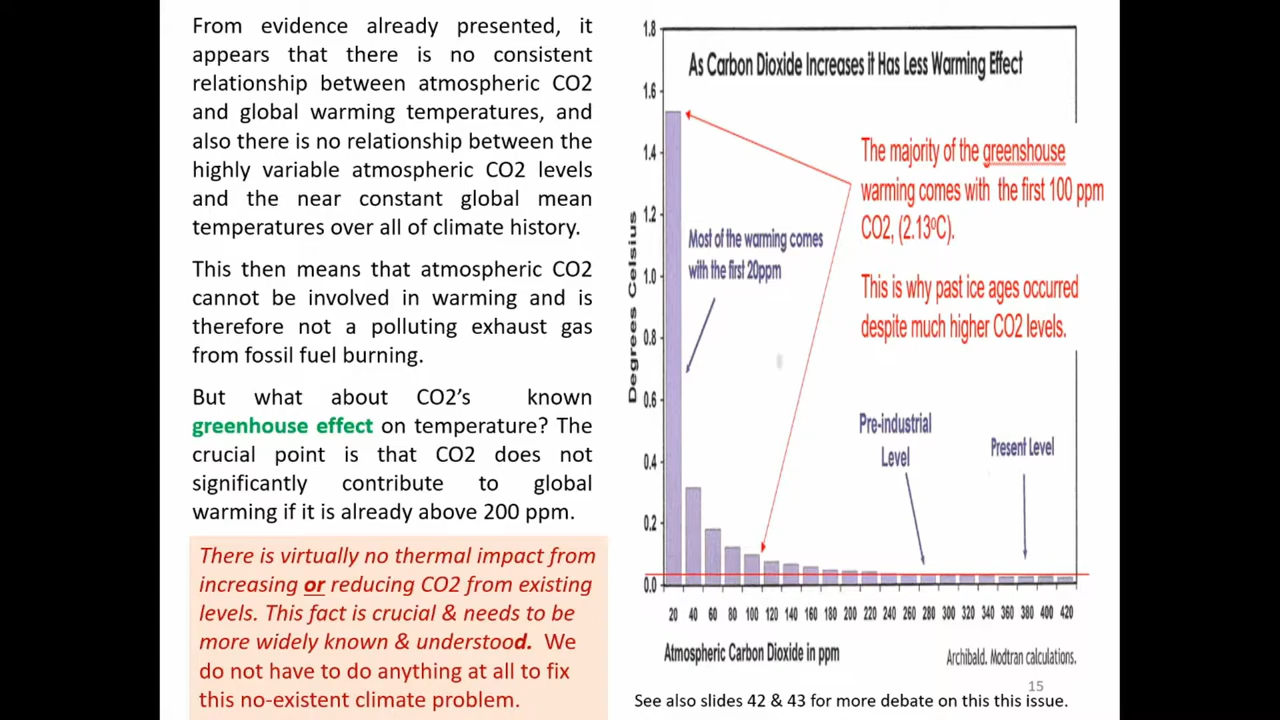 From evidence already presented, it
appears that there is no consistent
relationship between atmospheric CO2
and global warming temperatures, and
also there is no relationship between the
highly variable atmospheric CO2 levels
and the near constant global mean
temperatures over all of climate history.
This then means that atmospheric CO2
cannot be involved in warming and is
therefore not a polluting exhaust gas
from fossil fuel burning.
But what about CO2's known
greenhouse effect on temperature? The
crucial point is that CO2 does not
significantly contribute to global
warming if it is already above 200 ppm.
There is virtually no thermal impact from
increasing or reducing CO2 from existing
levels. This fact is crucial & needs to be
more widely known & understood. We
do not have to do anything at all to fix
this no-existent climate problem.
As Carbon Dioxide Increases it Has Less Warming Effect
Degrees Celsius
1.8
1.6
1.4
1.2
1.0
0.8
0.6
0.4
0.2
0.0
The majority of the greenshouse
warming comes with the first 100 ppm
CO2, (2.13⁰C).
This is why past ice ages occurred
despite much higher CO2 levels.
Most of the warming comes
with the first 20ppm
Pre-industrial
Level
Present Level
20 40 60 80 100 120 140 160 180 200 220 240 260 280 300 320 340 360 380 400 420
Atmospheric Carbon Dioxide in ppm
Archibald. Modtran calculations.
15
See also slides 42 & 43 for more debate on this this issue.